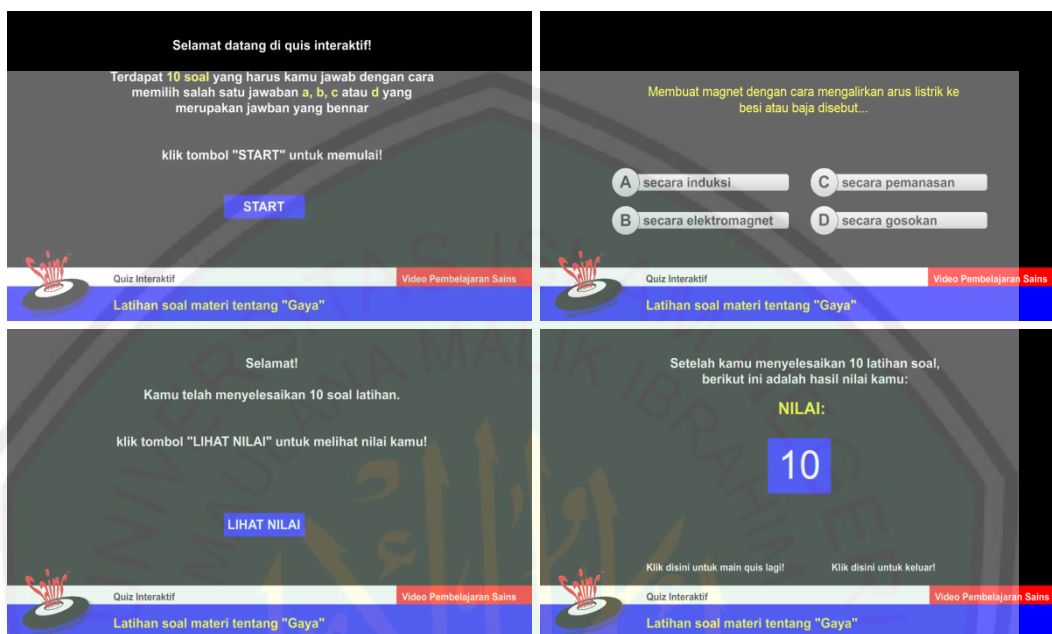 Selamat datang di quis interaktif!
Terdapat 10 soal yang harus kamu jawab dengan cara
memilih salah satu jawaban a, b, c atau d yang
merupakan jawban yang bennar
klik tombol "START" untuk memulai!
START
Quiz Interaktif
Video Pembelajaran Sains
Latihan soal materi tentang "Gaya"
Membuat magnet dengan cara mengalirkan arus listrik ke
besi atau baja disebut...
A secara induksi
C secara pemanasan
B secara elektromagnet
D secara gosokan
Quiz Interaktif
Video Pembelajaran Sains
Latihan soal materi tentang "Gaya"
Selamat!
Kamu telah menyelesaikan 10 soal latihan.
klik tombol "LIHAT NILAI" untuk melihat nilai kamu!
LIHAT NILAI
Quiz Interaktif
Video Pembelajaran Sains
Latihan soal materi tentang "Gaya"
Setelah kamu menyelesaikan 10 latihan soal,
berikut ini adalah hasil nilai kamu:
NILAI:
10
Klik disini untuk main quis lagi!
Klik disini untuk keluar!
Quiz Interaktif
Video Pembelajaran Sains
Latihan soal materi tentang "Gaya"
UNIVERSITAS ISLAM NEGERI
MAULANA MALIK IBRAHIM